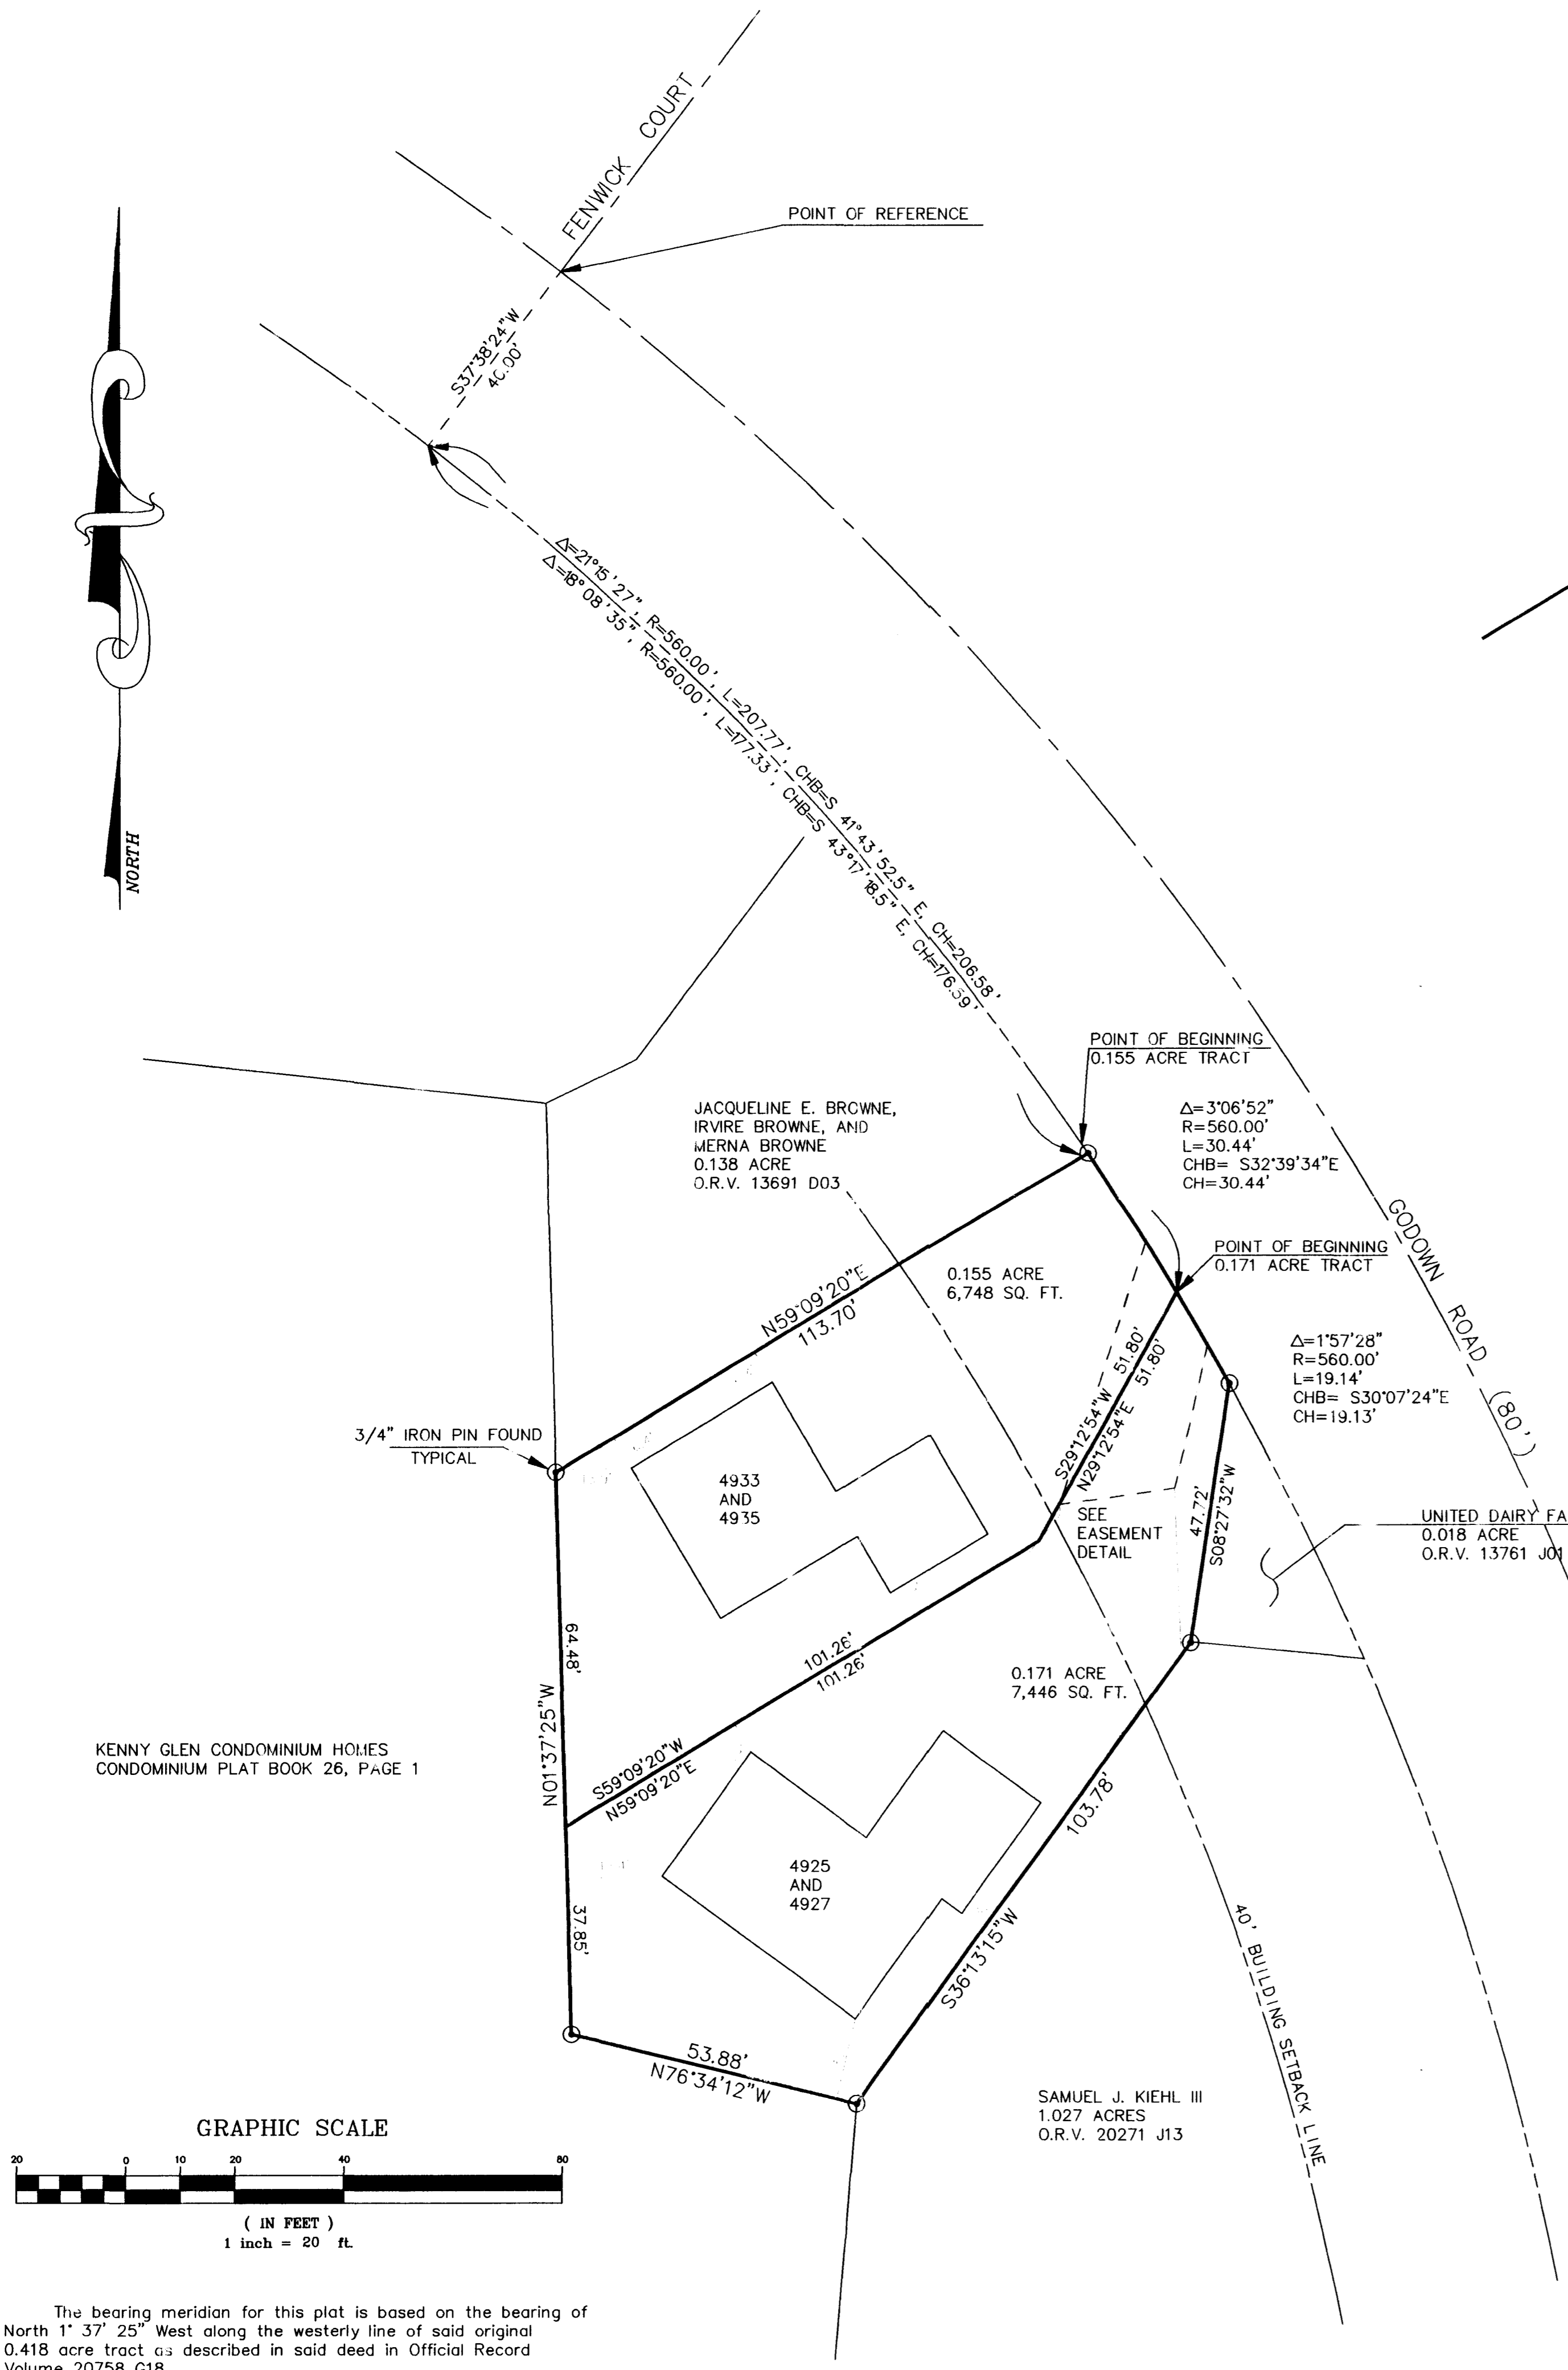 FENWICK COURT
POINT OF REFERENCE
S37°38'24"W
40.00'
NORTH
Δ=21°15'27", R=560.00', L=207.77', CHB=S 41°43'52.5" E, CH=206.58'
Δ=18°08'35", R=560.00', L=177.33', CHB=S 43°17'18.5" E, CH=176.59'
POINT OF BEGINNING
0.155 ACRE TRACT
JACQUELINE E. BROWNE,
IRVIRE BROWNE, AND
MERNA BROWNE
0.138 ACRE
O.R.V. 13691 D03
Δ=3°06'52"
R=560.00'
L=30.44'
CHB= S32°39'34"E
CH=30.44'
GODOWN ROAD (80')
POINT OF BEGINNING
0.171 ACRE TRACT
N59°09'20"E
113.70'
0.155 ACRE
6,748 SQ. FT.
S29°12'54"W 51.80'
N29°12'54"E 51.80'
Δ=1°57'28"
R=560.00'
L=19.14'
CHB= S30°07'24"E
CH=19.13'
3/4" IRON PIN FOUND
TYPICAL
4933
AND
4935
SEE
EASEMENT
DETAIL
47.72'
S08°27'32"W
UNITED DAIRY FA
0.018 ACRE
O.R.V. 13761 J01
64.48'
N01°37'25"W
101.26'
101.26'
S59°09'20"W
N59°09'20"E
0.171 ACRE
7,446 SQ. FT.
KENNY GLEN CONDOMINIUM HOMES
CONDOMINIUM PLAT BOOK 26, PAGE 1
103.78'
S36°13'15"W
4925
AND
4927
37.85'
40' BUILDING SETBACK LINE
53.88'
N76°34'12"W
SAMUEL J. KIEHL III
1.027 ACRES
O.R.V. 20271 J13
GRAPHIC SCALE
20 0 10 20 40 80
( IN FEET )
1 inch = 20 ft.
The bearing meridian for this plat is based on the bearing of
North 1° 37' 25" West along the westerly line of said original
0.418 acre tract as described in said deed in Official Record
Volume 20758 G18